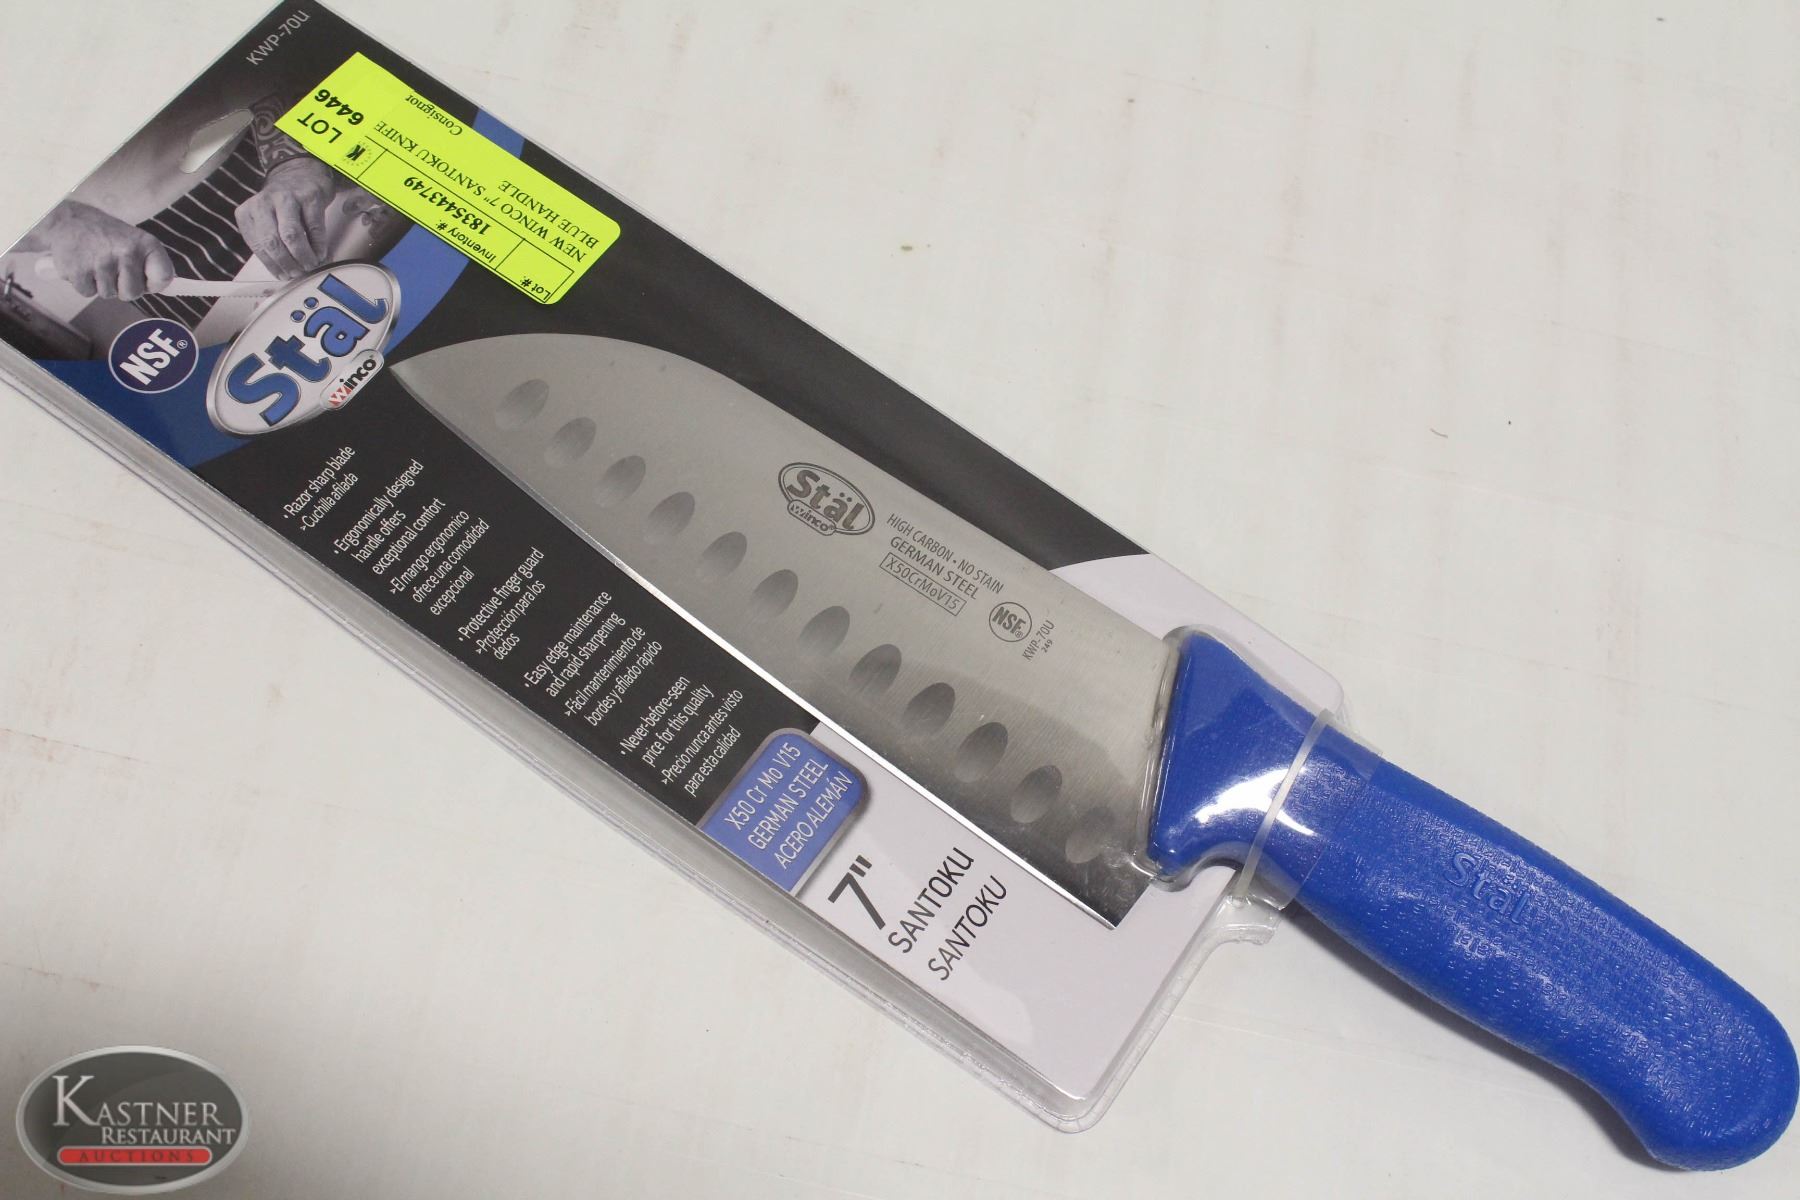 KWP-70U
LOT
6446
Lot #:
Inventory #:
18354437​49
NEW WINCO 7" SANTOKU KNIFE
BLUE HANDLE
Consignor
K
NSF®
Stäl
Winco®
• Razor sharp blade
➢Cuchilla afilada
• Ergonomically designed
handle offers
exceptional comfort
➢El mango ergonomico
ofrece una comodidad
excepcional
• Protective finger guard
➢Protección para los
dedos
• Easy edge maintenance
and rapid sharpening
➢Fácil mantenimiento de
bordes y afilado rápido
• Never-before-seen
price for this quality
➢Precio nunca antes visto
para esta calidad
X50 Cr Mo V15
GERMAN STEEL
ACERO ALEMÁN
7"
SANTOKU
SANTOKU
Stäl
Winco®
HIGH CARBON • NO STAIN
GERMAN STEEL
X50CrMoV15
NSF®
KWP-70U
249
Stäl
KASTNER
RESTAURANT
AUCTIONS